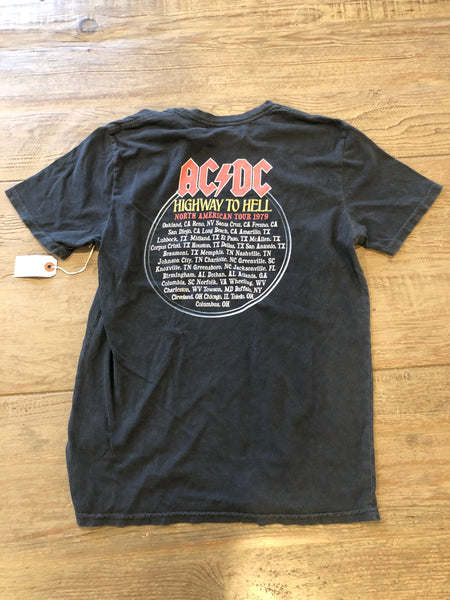 AC⚡DC
HIGHWAY TO HELL
NORTH AMERICAN TOUR 1979
Oakland, CA Reno, NV Santa Cruz, CA Fresno, CA
San Diego, CA Long Beach, CA Amarillo, TX
Lubbock, TX Midland, TX El Paso, TX McAllen, TX
Corpus Crisi, TX Houston, TX Dallas, TX San Antonio, TX
Beaumont, TX Memphis, TN Nashville, TN
Johnson City, TN Charlotte, NC Greenville, SC
Knoxville, TN Greensboro, NC Jacksonville, FL
Birmingham, AL Dothan, AL Atlanta, GA
Columbia, SC Norfolk, VA Wheeling, WV
Charleston, WV Towson, MD Buffalo, NY
Cleveland, OH Chicago, IL Toledo, OH
Columbus, OH